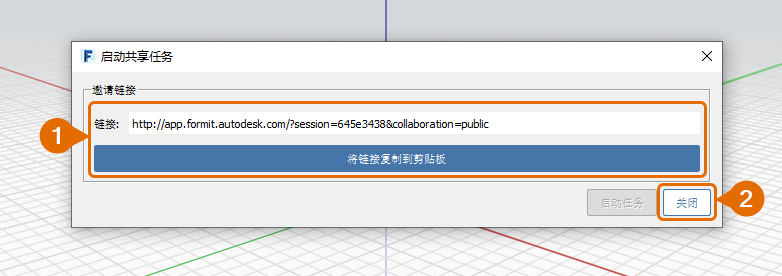 启动共享任务
邀请链接
1
链接: http://app.formit.autodesk.com/?session=645e3438&collaboration=public
将链接复制到剪贴板
启动任务 关闭 2